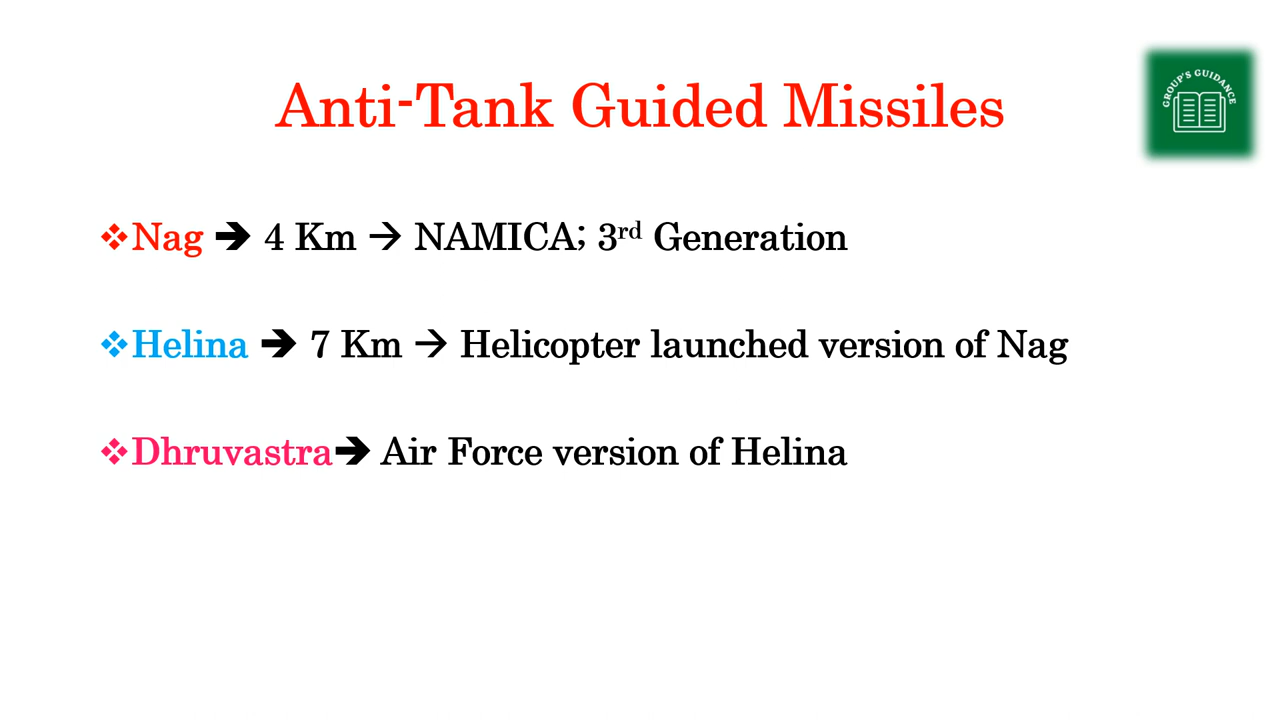 Anti-Tank Guided Missiles
GROUP'S GUIDANCE
❖Nag ➔ 4 Km → NAMICA; 3rd Generation
❖Helina ➔ 7 Km → Helicopter launched version of Nag
❖Dhruvastra➔ Air Force version of Helina